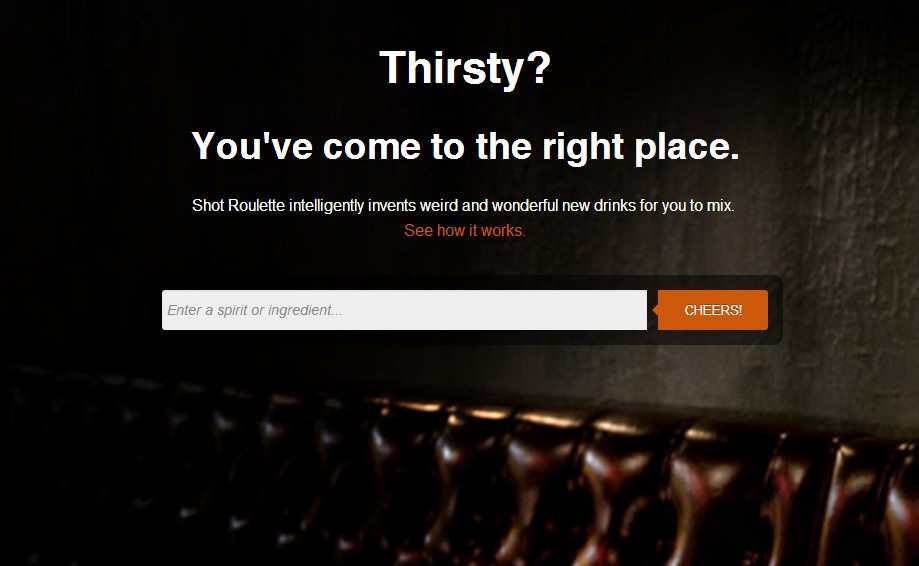 Thirsty?
You've come to the right place.
Shot Roulette intelligently invents weird and wonderful new drinks for you to mix.
See how it works.
Enter a spirit or ingredient...
CHEERS!